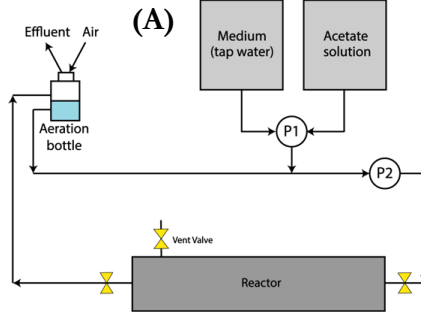 Effluent Air
(A)
Medium
(tap water)
Acetate
solution
Aeration
bottle
P1
P2
Vent Valve
Reactor